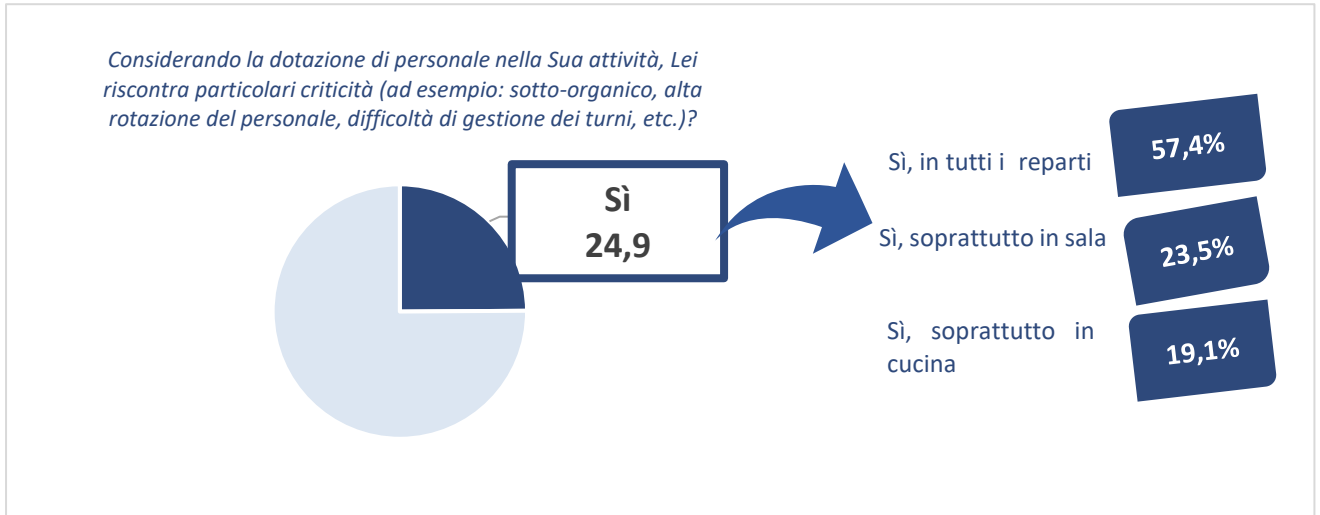 Considerando la dotazione di personale nella Sua attività, Lei
riscontra particolari criticità (ad esempio: sotto-organico, alta
rotazione del personale, difficoltà di gestione dei turni, etc.)?
Sì
24,9
Sì, in tutti i reparti
57,4%
Sì, soprattutto in sala
23,5%
Sì, soprattutto in
cucina
19,1%